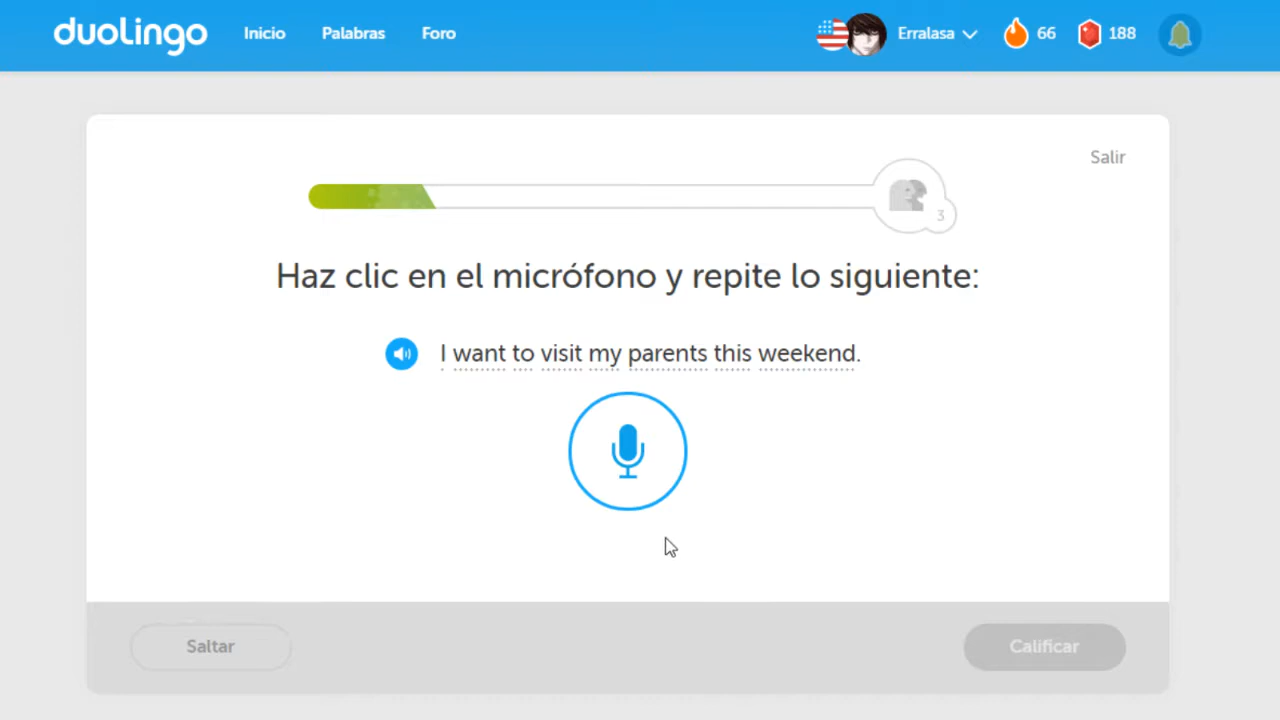 duolingo Inicio Palabras Foro Erralasa 66 188
Salir
3
Haz clic en el micrófono y repite lo siguiente:
I want to visit my parents this weekend.
Saltar Calificar